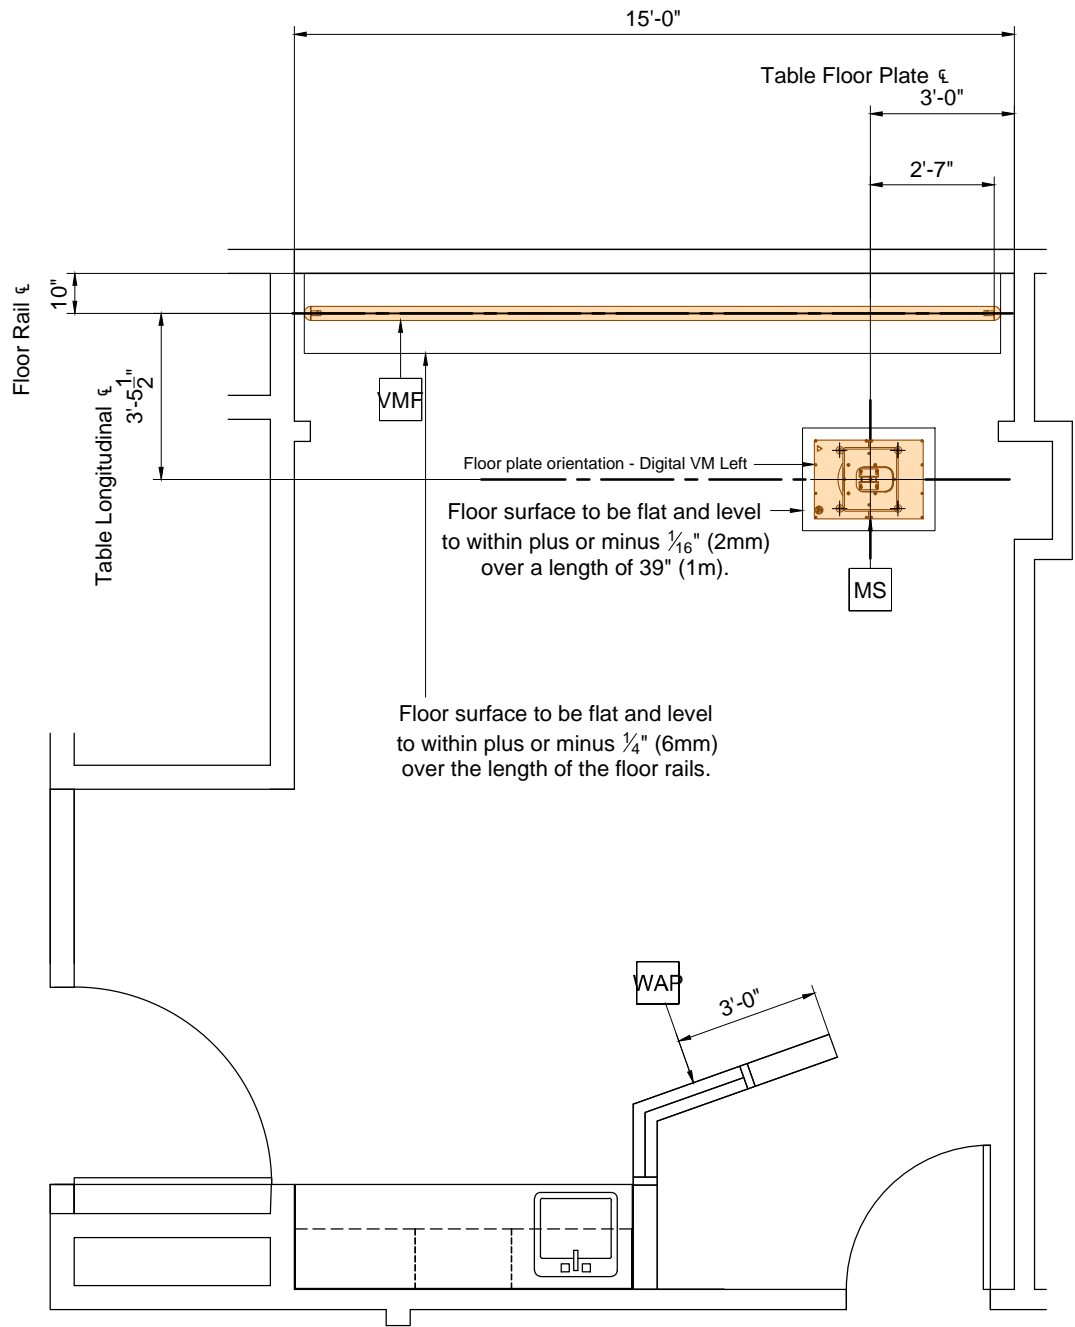 15'-0"
Table Floor Plate ℄
3'-0"
2'-7"
10"
Floor Rail ℄
3'-5 1/2"
Table Longitudinal ℄
VMF
Floor plate orientation - Digital VM Left
Floor surface to be flat and level
to within plus or minus 1/16" (2mm)
over a length of 39" (1m).
MS
Floor surface to be flat and level
to within plus or minus 1/4" (6mm)
over the length of the floor rails.
WAP
3'-0"